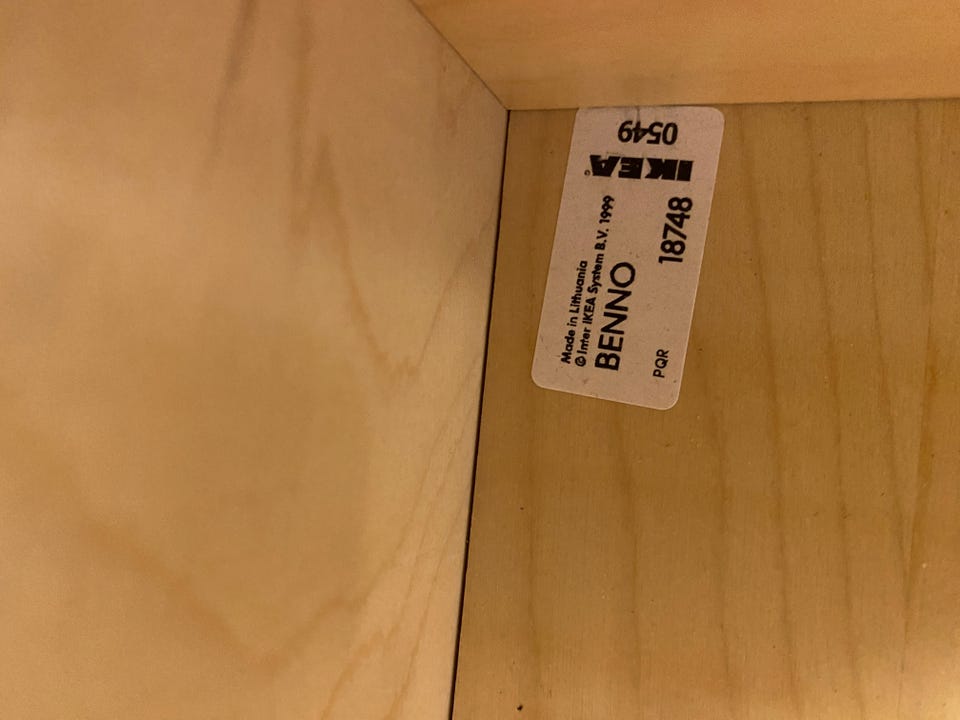 Made in Lithuania
© Inter IKEA System B.V. 1999
BENNO
PQR
18748
IKEA®
0549